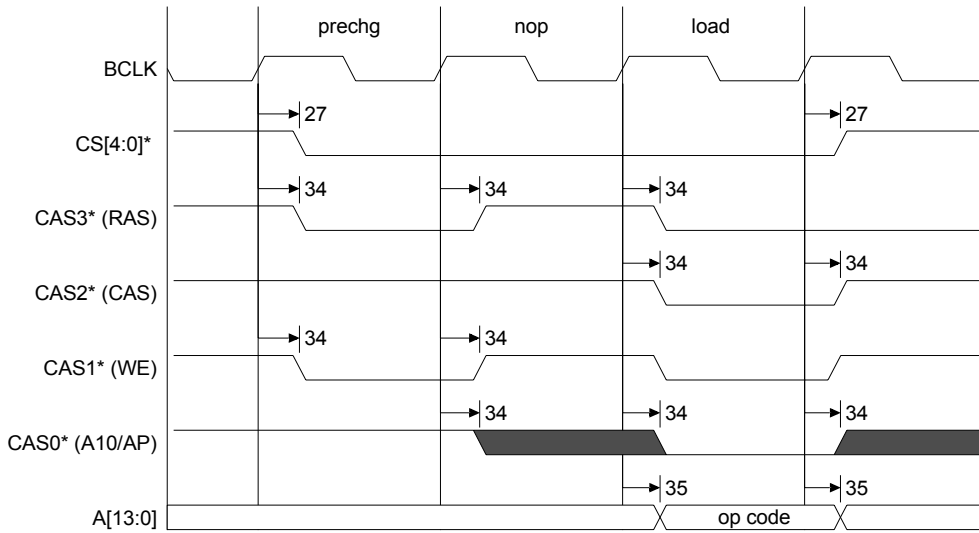 prechg nop load
BCLK
27 27
CS[4:0]*
34 34 34
CAS3* (RAS)
34 34
CAS2* (CAS)
34 34
CAS1* (WE)
34 34 34
CAS0* (A10/AP)
35 35
A[13:0] op code